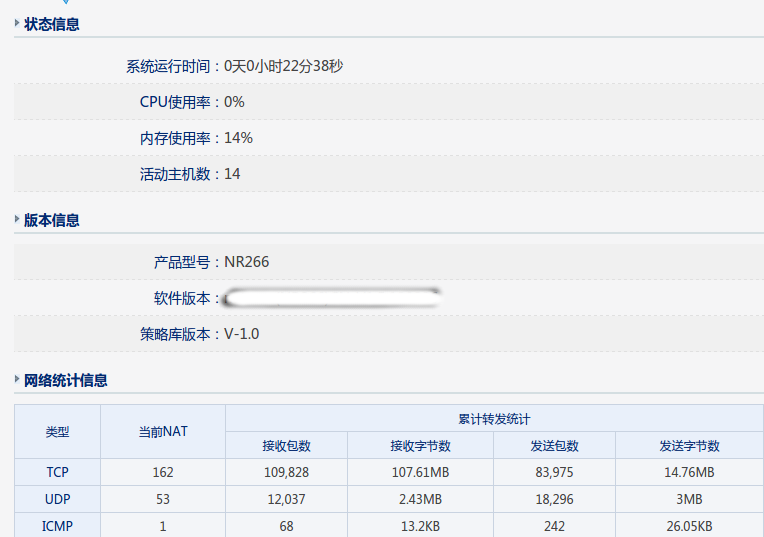 状态信息
系统运行时间：0天0小时22分38秒
CPU使用率：0%
内存使用率：14%
活动主机数：14
版本信息
产品型号：NR266
软件版本：
策略库版本：V-1.0
网络统计信息
类型 当前NAT 累计转发统计
接收包数 接收字节数 发送包数 发送字节数
TCP 162 109,828 107.61MB 83,975 14.76MB
UDP 53 12,037 2.43MB 18,296 3MB
ICMP 1 68 13.2KB 242 26.05KB